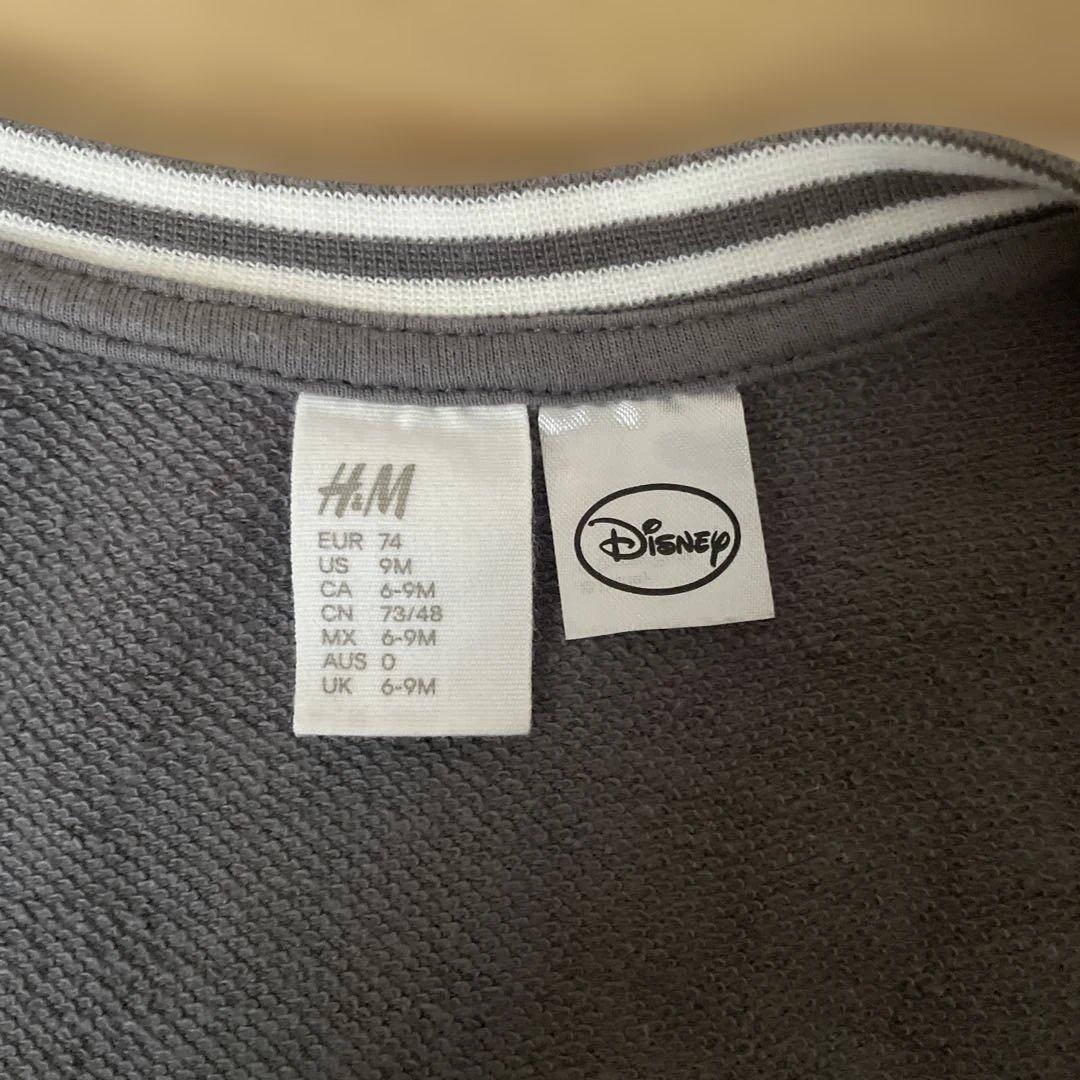 H&M
EUR 74
US 9M
CA 6-9M
CN 73/48
MX 6-9M
AUS 0
UK 6-9M
Disney